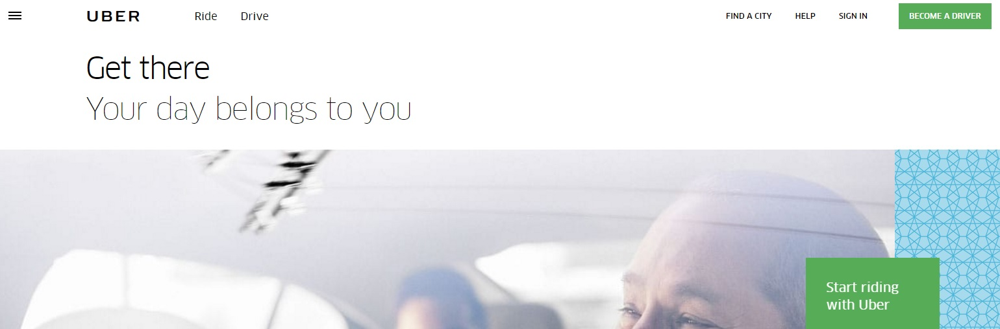 UBER
Ride
Drive
FIND A CITY
HELP
SIGN IN
BECOME A DRIVER
Get there
Your day belongs to you
Start riding
with Uber